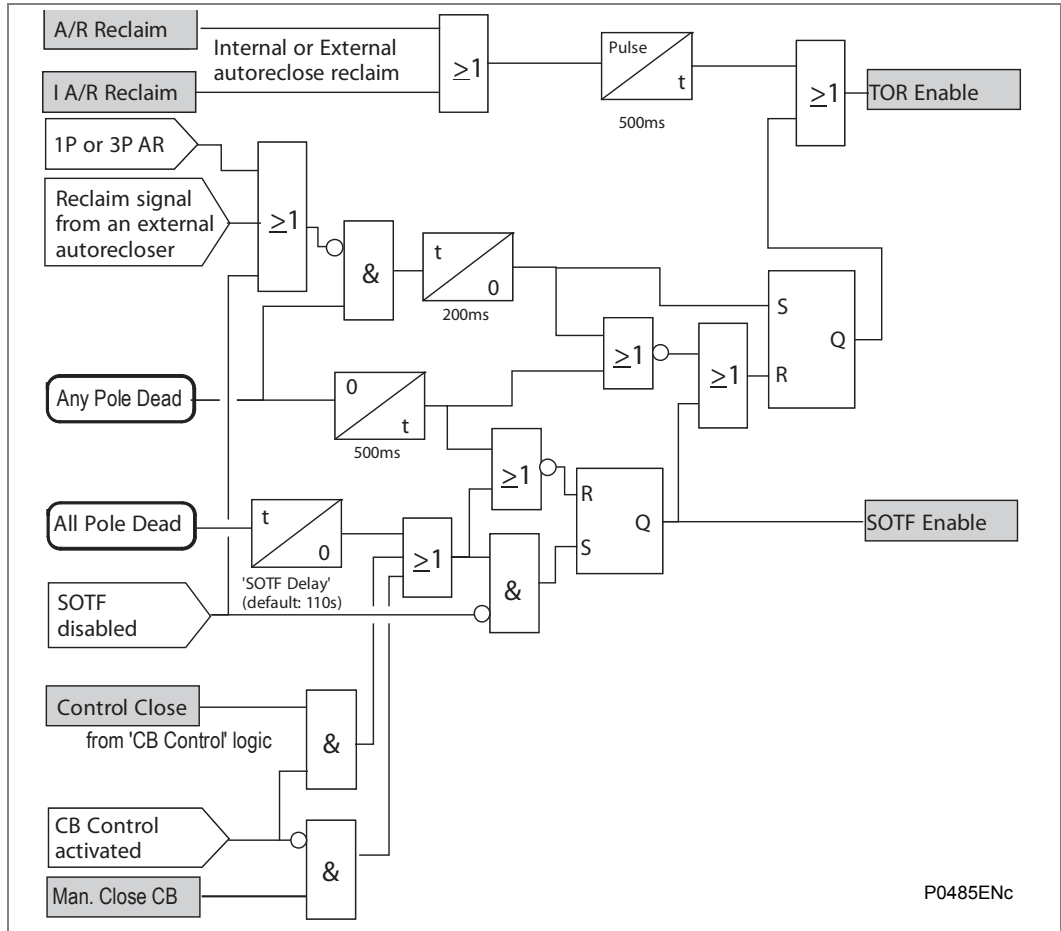 A/R Reclaim
Internal or External
autoreclose reclaim
I A/R Reclaim
≥1
Pulse
t
500ms
≥1
TOR Enable
1P or 3P AR
Reclaim signal
from an external
autorecloser
≥1
&
t
0
200ms
S
Q
R
≥1
≥1
Any Pole Dead
0
t
500ms
≥1
R
Q
S
All Pole Dead
t
0
'SOTF Delay'
(default: 110s)
≥1
&
SOTF Enable
SOTF
disabled
Control Close
from 'CB Control' logic
&
CB Control
activated
&
Man. Close CB
P0485ENc